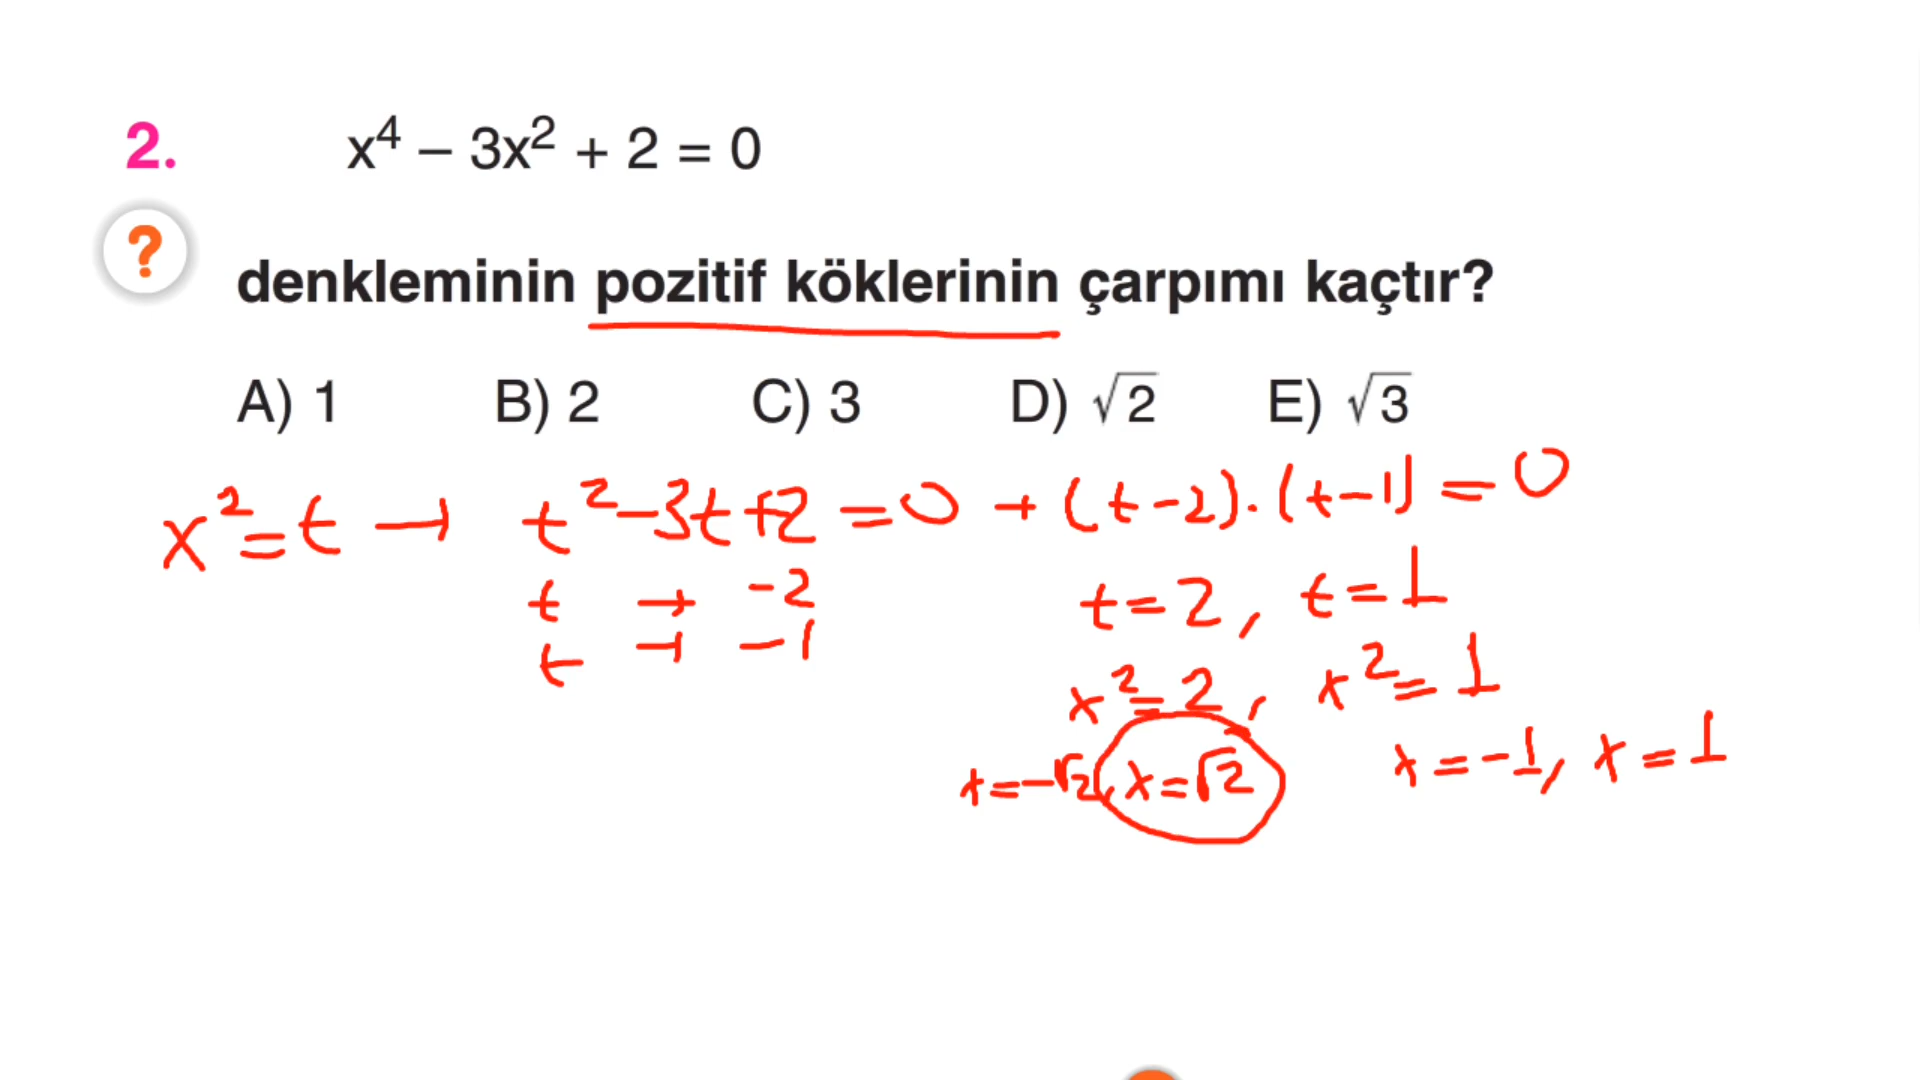 2. x⁴ – 3x² + 2 = 0
?
denkleminin pozitif köklerinin çarpımı kaçtır?
A) 1 B) 2 C) 3 D) √2 E) √3
x² = t → t² – 3t + 2 = 0 → (t – 2) · (t – 1) = 0
t → –2 t = 2, t = 1
t → –1
x² = 2, x² = 1
x = –√2, x = √2 x = –1, x = 1